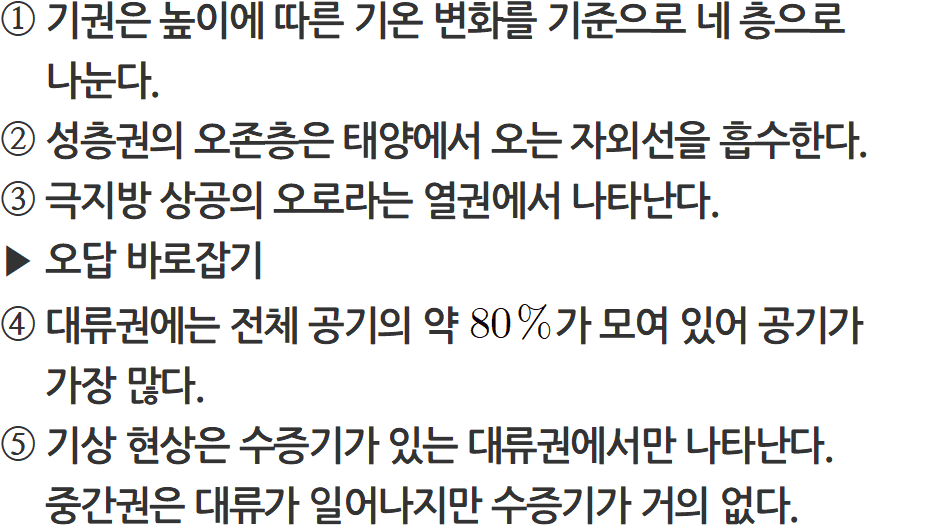 ① 기권은 높이에 따른 기온 변화를 기준으로 네 층으로
나눈다.
② 성층권의 오존층은 태양에서 오는 자외선을 흡수한다.
③ 극지방 상공의 오로라는 열권에서 나타난다.
▶ 오답 바로잡기
④ 대류권에는 전체 공기의 약 80%가 모여 있어 공기가
가장 많다.
⑤ 기상 현상은 수증기가 있는 대류권에서만 나타난다.
중간권은 대류가 일어나지만 수증기가 거의 없다.